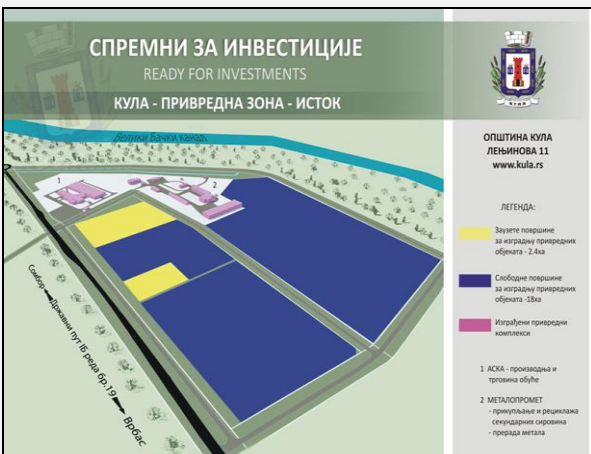 СПРЕМНИ ЗА ИНВЕСТИЦИЈЕ
READY FOR INVESTMENTS
КУЛА - ПРИВРЕДНА ЗОНА - ИСТОК
Велики Бачки канал
1
2
Сомбор
Државни пут IБ реда бр.19
Врбас
КУЛА
ОПШТИНА КУЛА
ЛЕЊИНОВА 11
www.kula.rs
ЛЕГЕНДА:
Заузете површине
за изградњу привредних
објеката - 2.4ха
Слободне површине
за изградњу привредних
објеката -18ха
Изграђени привредни
комплекси
1 АСКА - производња и
трговина обуће
2 МЕТАЛОПРОМЕТ
- прикупљање и рециклажа
секундарних сировина
- прерада метала